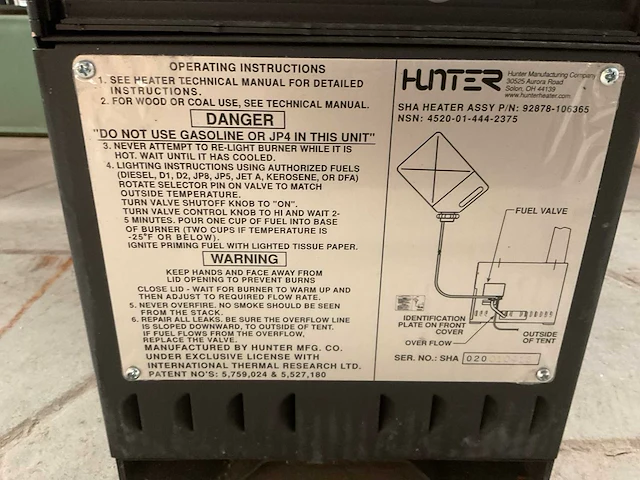 OPERATING INSTRUCTIONS
1. SEE HEATER TECHNICAL MANUAL FOR DETAILED
INSTRUCTIONS.
2. FOR WOOD OR COAL USE, SEE TECHNICAL MANUAL.
DANGER
"DO NOT USE GASOLINE OR JP4 IN THIS UNIT"
3. NEVER ATTEMPT TO RE-LIGHT BURNER WHILE IT IS
HOT. WAIT UNTIL IT HAS COOLED.
4. LIGHTING INSTRUCTIONS USING AUTHORIZED FUELS
(DIESEL, D1, D2, JP8, JP5, JET A, KEROSENE, OR DFA)
ROTATE SELECTOR PIN ON VALVE TO MATCH
OUTSIDE TEMPERATURE.
TURN VALVE SHUTOFF KNOB TO "ON".
TURN VALVE CONTROL KNOB TO HI AND WAIT 2-
5 MINUTES. POUR ONE CUP OF FUEL INTO BASE
OF BURNER (TWO CUPS IF TEMPERATURE IS
-25°F OR BELOW).
IGNITE PRIMING FUEL WITH LIGHTED TISSUE PAPER.
WARNING
KEEP HANDS AND FACE AWAY FROM
LID OPENING TO PREVENT BURNS
CLOSE LID - WAIT FOR BURNER TO WARM UP AND
THEN ADJUST TO REQUIRED FLOW RATE.
5. NEVER OVERFIRE. NO SMOKE SHOULD BE SEEN
FROM THE STACK.
6. REPAIR ALL LEAKS. BE SURE THE OVERFLOW LINE
IS SLOPED DOWNWARD, TO OUTSIDE OF TENT.
IF FUEL FLOWS FROM THE OVERFLOW,
REPLACE THE VALVE.
MANUFACTURED BY HUNTER MFG. CO.
UNDER EXCLUSIVE LICENSE WITH
INTERNATIONAL THERMAL RESEARCH LTD.
PATENT NO'S: 5,759,024 & 5,527,180
HUNTER
Hunter Manufacturing Company
30525 Aurora Road
Solon, OH 44139
www.hunterheater.com
SHA HEATER ASSY P/N: 92878-106365
NSN: 4520-01-444-2375
FUEL VALVE
IDENTIFICATION
PLATE ON FRONT
COVER
OVER FLOW
OUTSIDE
OF TENT
SER. NO.: SHA 020